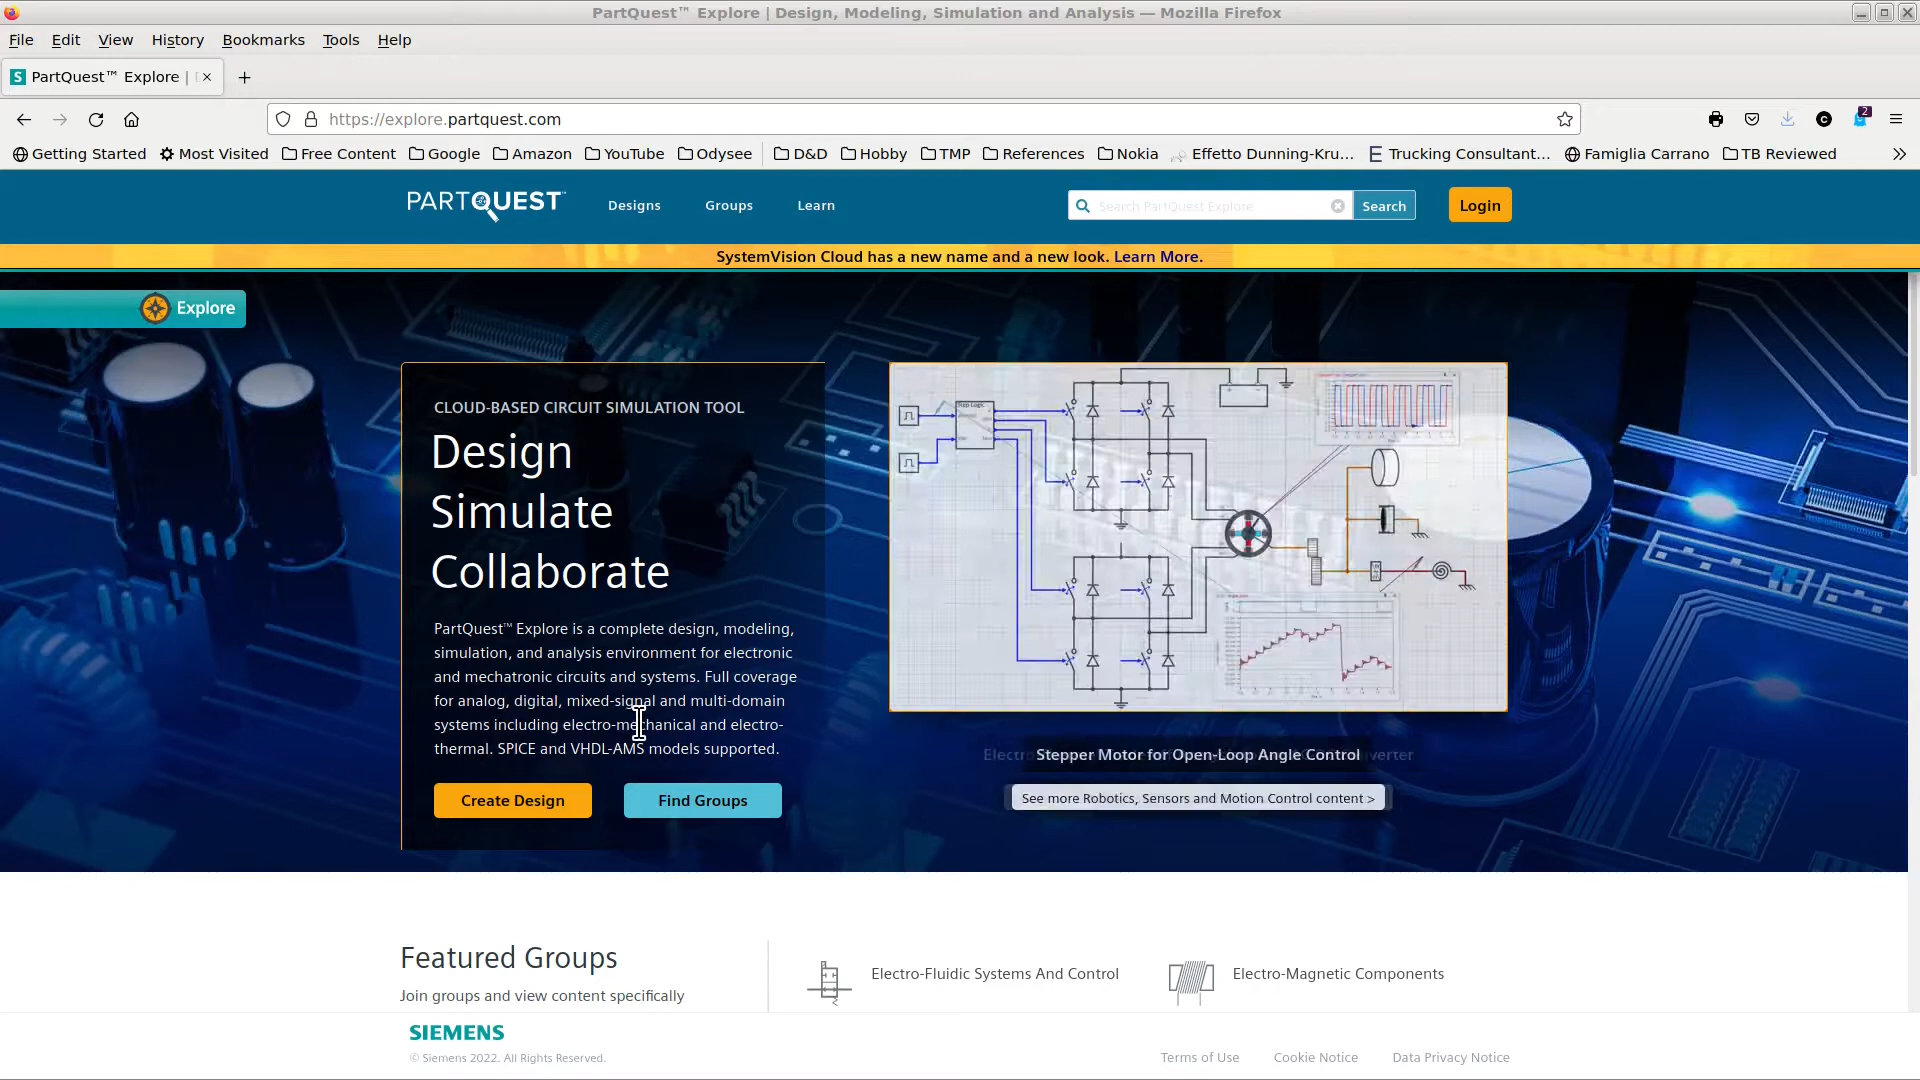 PartQuest™ Explore | Design, Modeling, Simulation and Analysis — Mozilla Firefox
File Edit View History Bookmarks Tools Help
S PartQuest™ Explore |
https://explore.partquest.com
2
Getting Started Most Visited Free Content Google Amazon YouTube Odysee D&D Hobby TMP References Nokia Effetto Dunning-Kru... Trucking Consultant... Famiglia Carrano TB Reviewed
PARTQUEST™ Designs Groups Learn Search PartQuest Explore Search Login
SystemVision Cloud has a new name and a new look. Learn More.
Explore
CLOUD-BASED CIRCUIT SIMULATION TOOL
Design
Simulate
Collaborate
PartQuest™ Explore is a complete design, modeling,
simulation, and analysis environment for electronic
and mechatronic circuits and systems. Full coverage
for analog, digital, mixed-signal and multi-domain
systems including electro-mechanical and electro-
thermal. SPICE and VHDL-AMS models supported.
Create Design Find Groups
Step Logic
Stepper Motor for Open-Loop Angle Control
See more Robotics, Sensors and Motion Control content >
Featured Groups
Join groups and view content specifically
Electro-Fluidic Systems And Control
Electro-Magnetic Components
SIEMENS
© Siemens 2022. All Rights Reserved.
Terms of Use Cookie Notice Data Privacy Notice